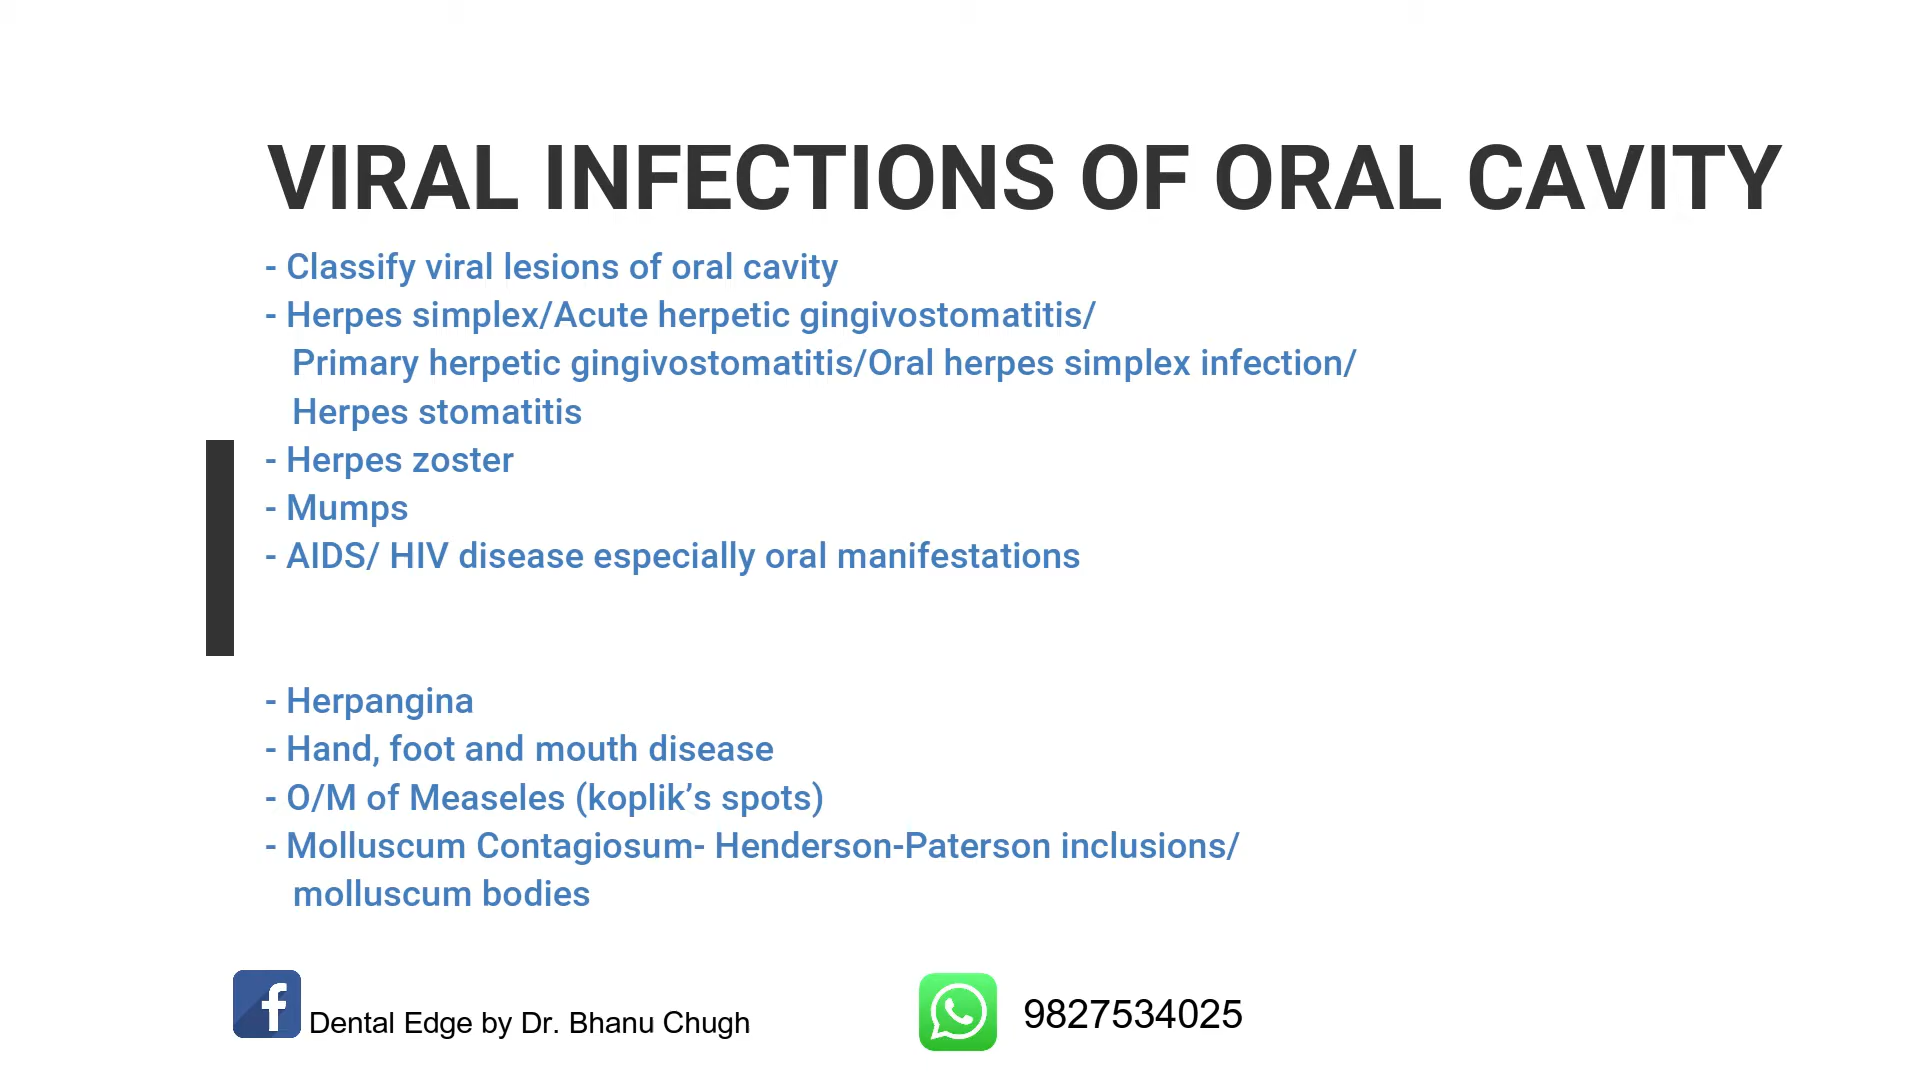 VIRAL INFECTIONS OF ORAL CAVITY
- Classify viral lesions of oral cavity
- Herpes simplex/Acute herpetic gingivostomatitis/
Primary herpetic gingivostomatitis/Oral herpes simplex infection/
Herpes stomatitis
- Herpes zoster
- Mumps
- AIDS/ HIV disease especially oral manifestations
- Herpangina
- Hand, foot and mouth disease
- O/M of Measeles (koplik’s spots)
- Molluscum Contagiosum- Henderson-Paterson inclusions/
molluscum bodies
Dental Edge by Dr. Bhanu Chugh
9827534025